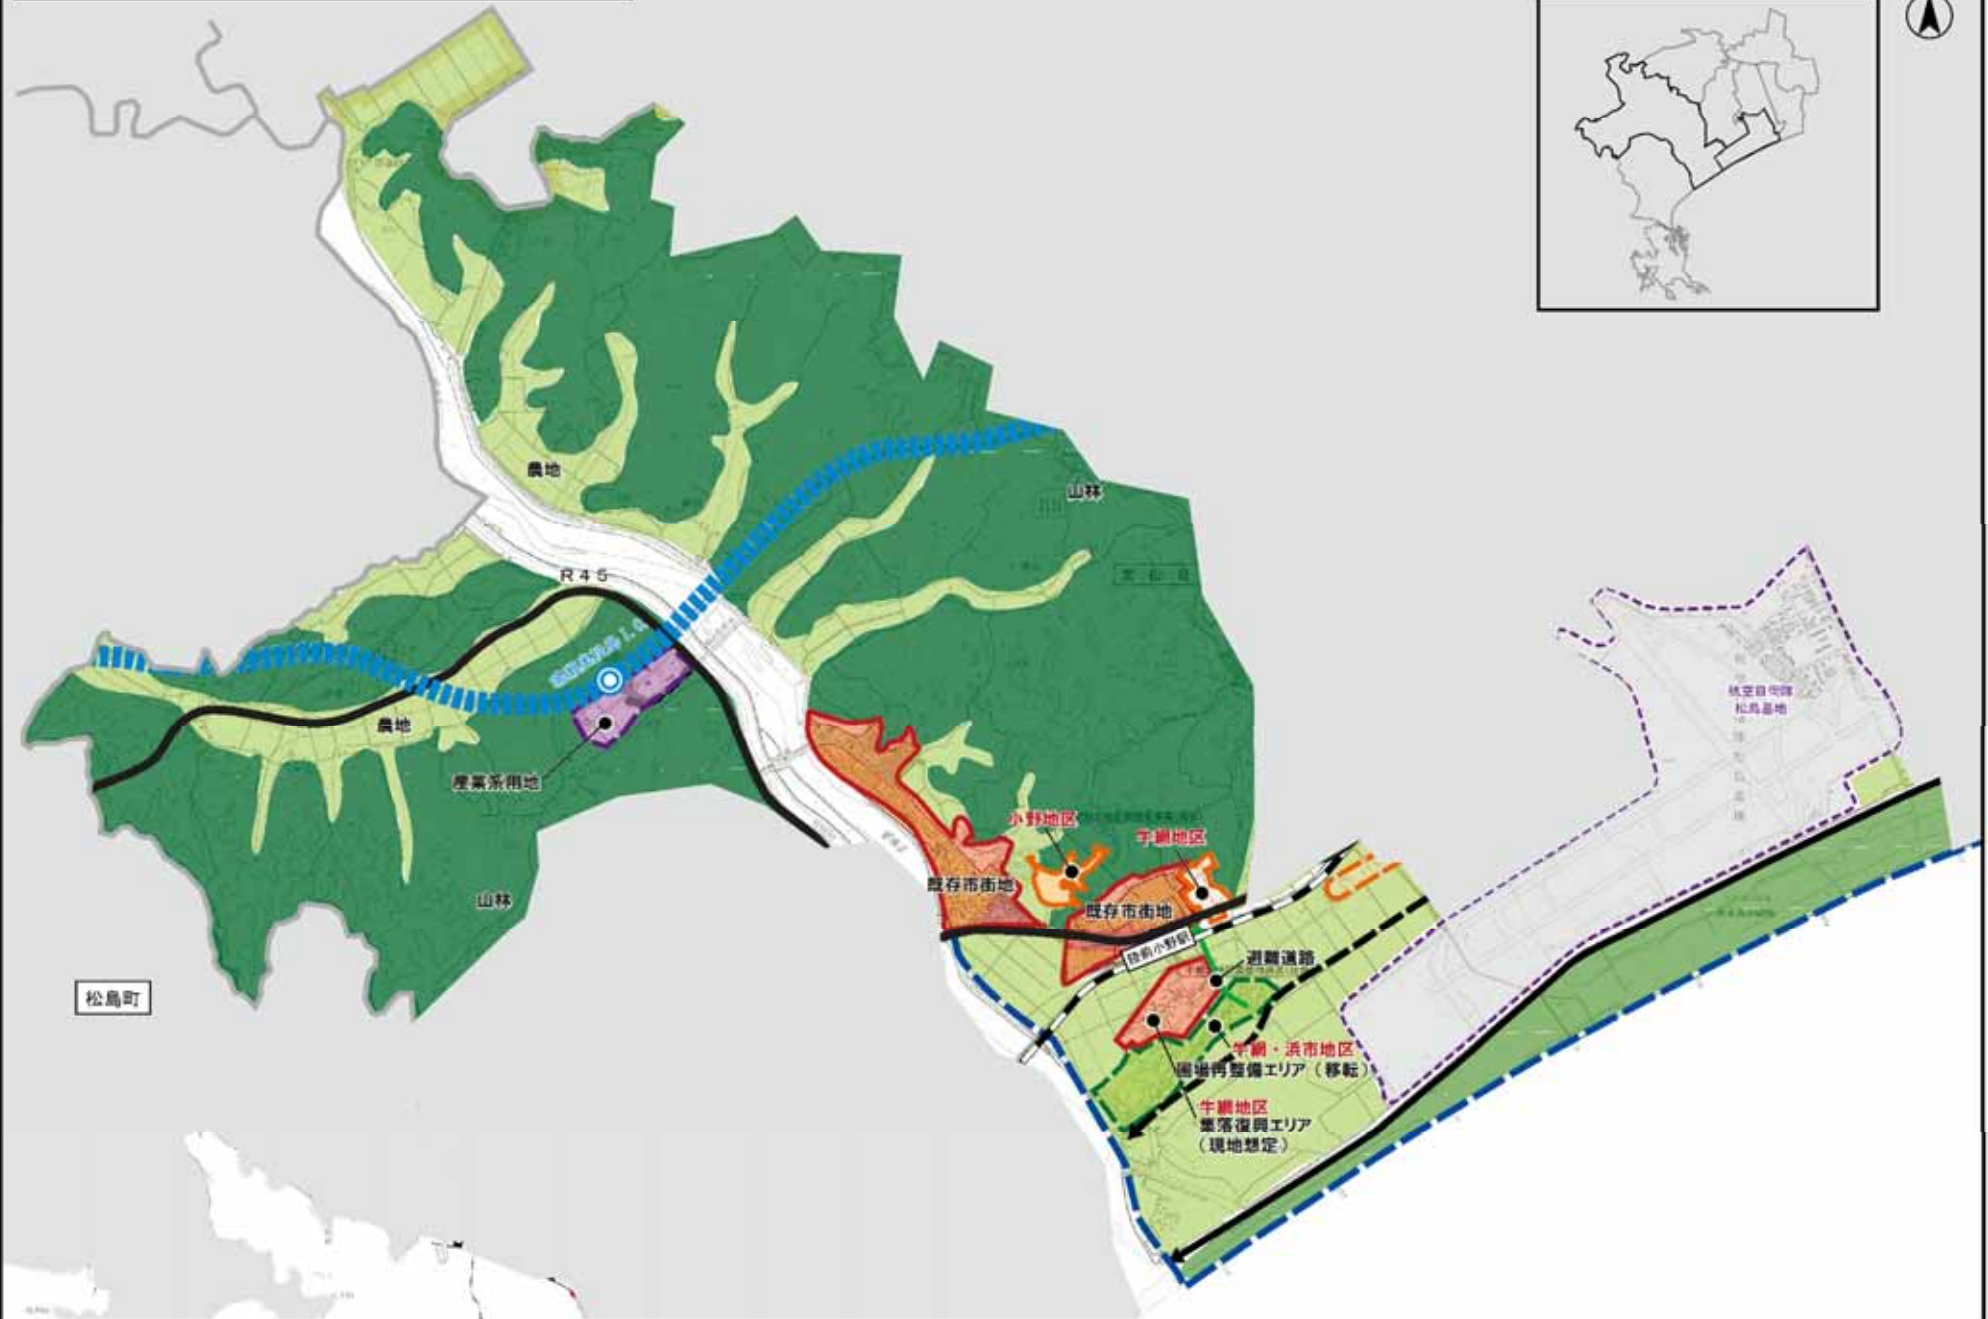 農地
山林
R45
農地
産業系用地
航空自衛隊
松島基地
小野地区
牛網地区
既存市街地
既存市街地
山林
陸前小野駅
避難道路
松島町
牛網・浜市地区
圃場再整備エリア（移転）
牛網地区
集落復興エリア
（現地想定）